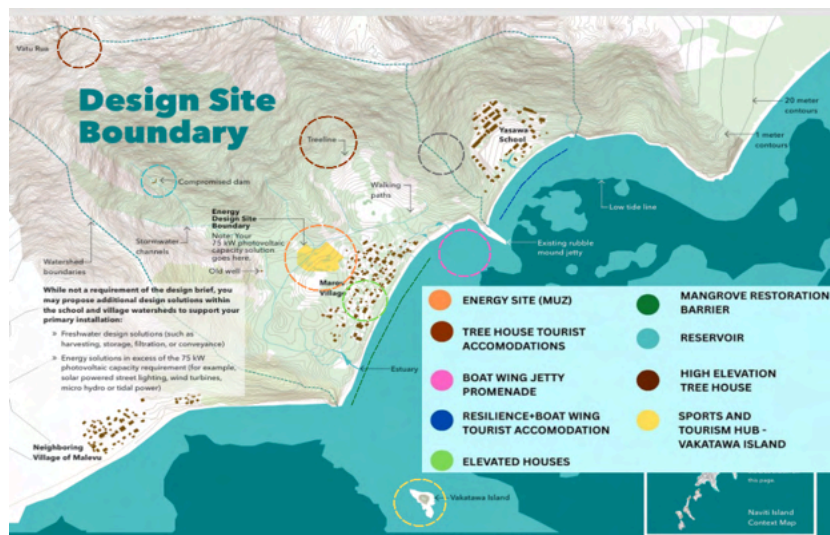 Vatu Rua
Design Site
Boundary
Treeline
Yasawa
School
20 meter
contours
1 meter
contours
Compromised dam
Walking
paths
Low tide line
Energy
Design Site
Boundary
Note: Your
75 kW photovoltaic
capacity solution
goes here.
Stormwater
channels
Existing rubble
mound jetty
Watershed
boundaries
Old well
Village
While not a requirement of the design brief, you
may propose additional design solutions within
the school and village watersheds to support your
primary installation:
» Freshwater design solutions (such as
harvesting, storage, filtration, or conveyance)
» Energy solutions in excess of the 75 kW
photovoltaic capacity requirement (for example,
solar powered street lighting, wind turbines,
micro hydro or tidal power)
Estuary
Neighboring
Village of Malevu
Vakatawa Island
ENERGY SITE (MUZ)
TREE HOUSE TOURIST
ACCOMODATIONS
BOAT WING JETTY
PROMENADE
RESILIENCE+BOAT WING
TOURIST ACCOMODATION
ELEVATED HOUSES
MANGROVE RESTORATION
BARRIER
RESERVOIR
HIGH ELEVATION
TREE HOUSE
SPORTS AND
TOURISM HUB -
VAKATAWA ISLAND
this page.
Naviti Island
Context Map